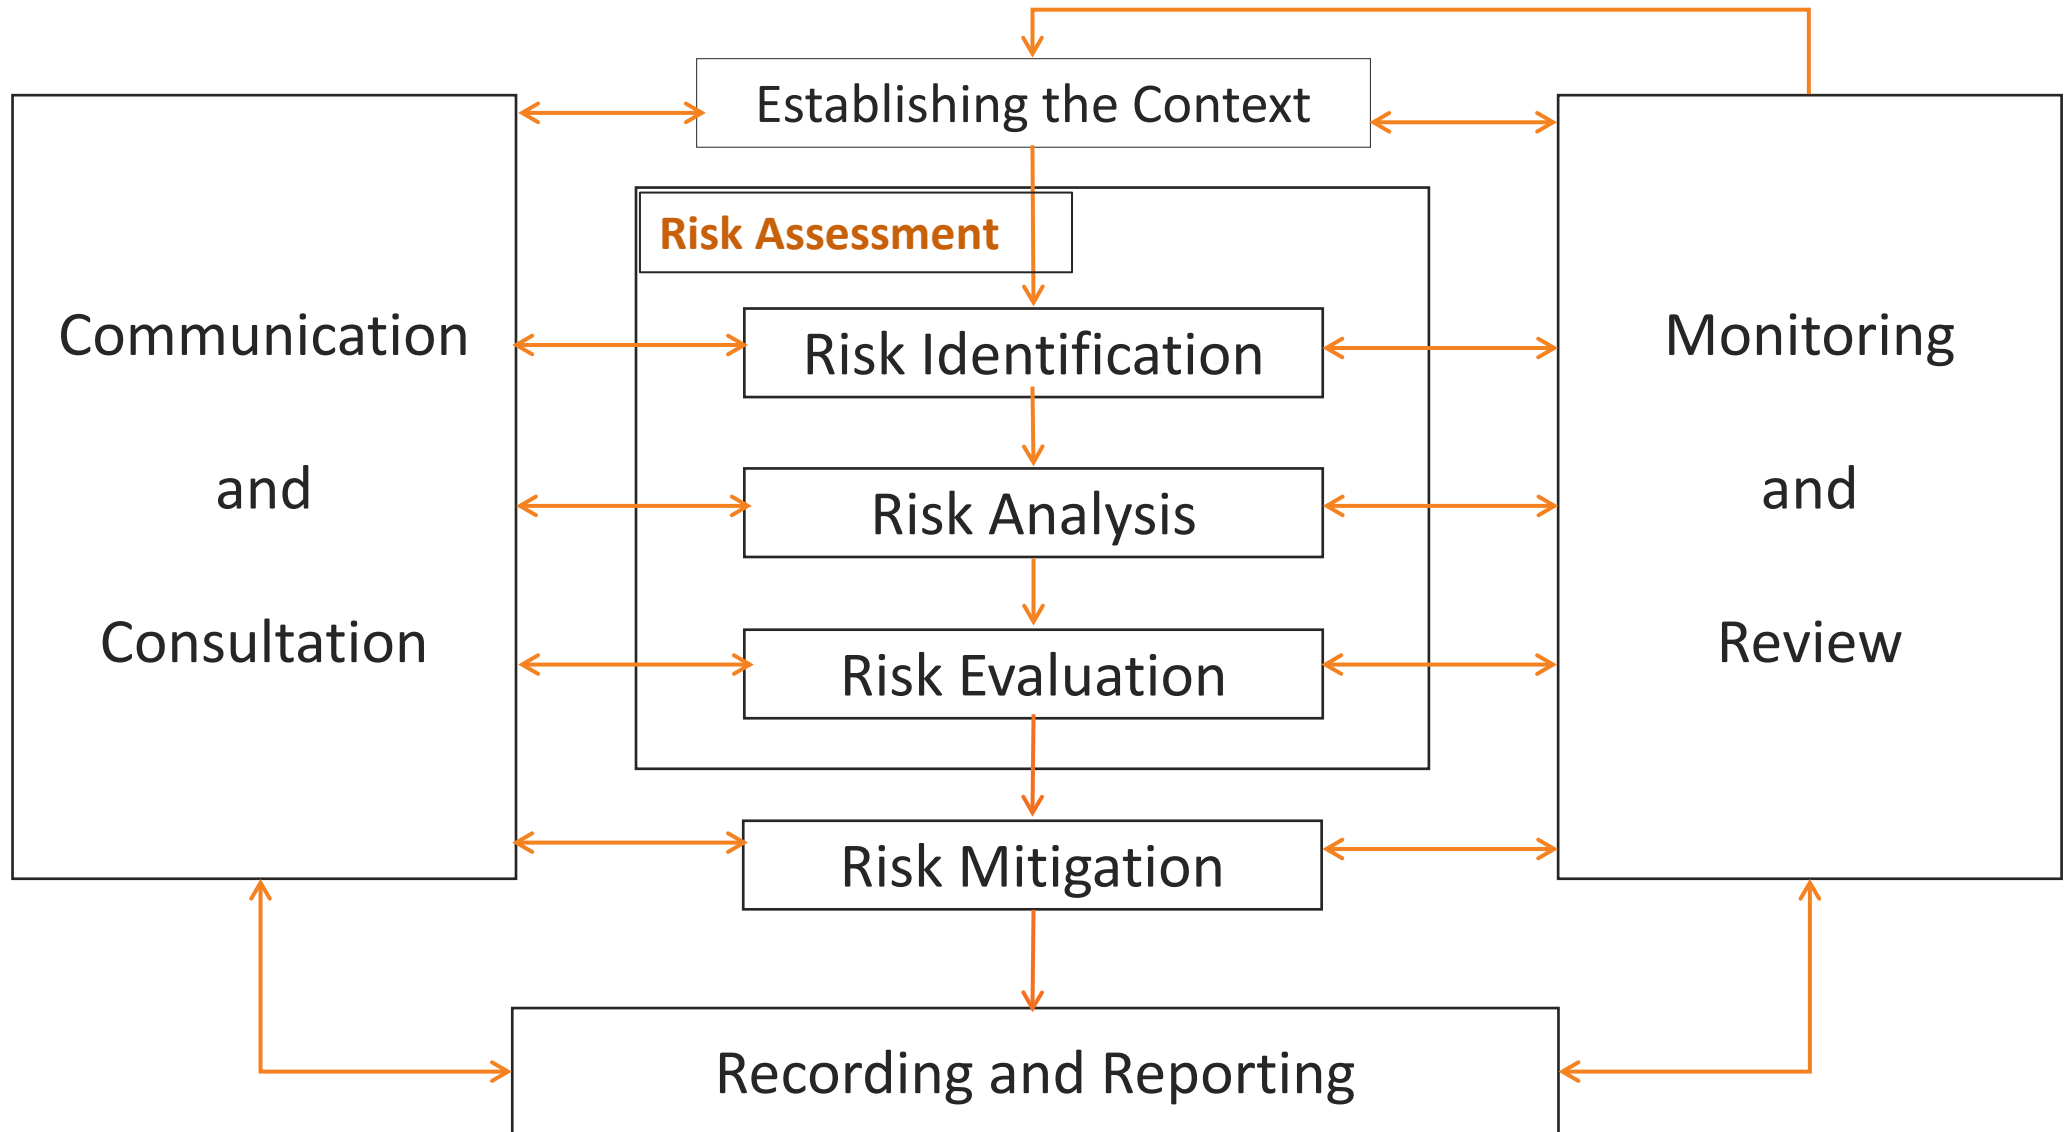 Establishing the Context
Risk Assessment
Communication
and
Consultation
Risk Identification
Risk Analysis
Risk Evaluation
Risk Mitigation
Monitoring
and
Review
Recording and Reporting